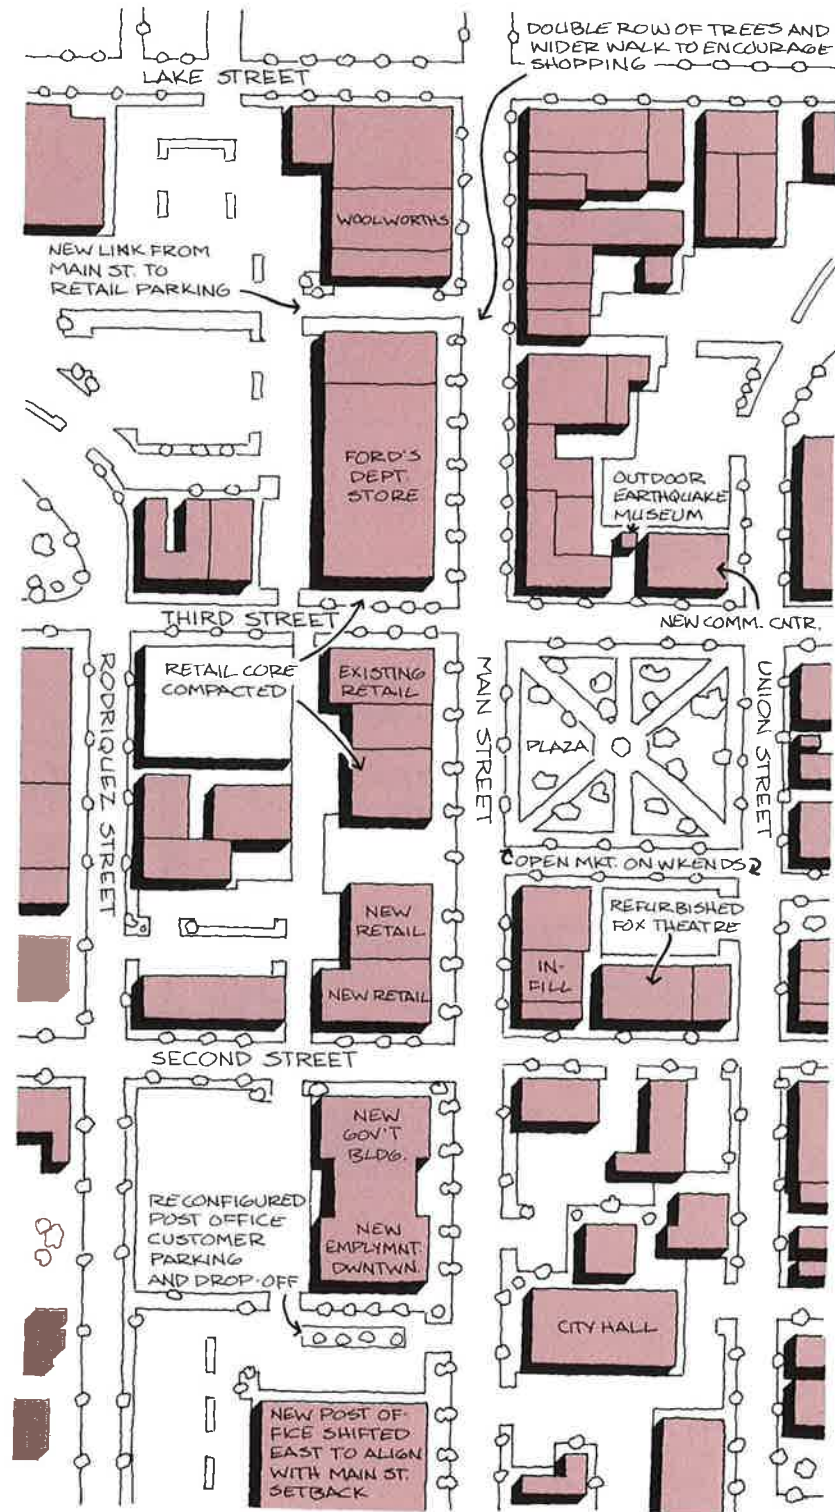 DOUBLE ROW OF TREES AND
WIDER WALK TO ENCOURAGE
SHOPPING
LAKE STREET
WOOLWORTHS
NEW LINK FROM
MAIN ST. TO
RETAIL PARKING
FORD'S
DEPT.
STORE
OUTDOOR
EARTHQUAKE
MUSEUM
THIRD STREET
NEW COMM. CNTR.
RETAIL CORE
COMPACTED
EXISTING
RETAIL
RODRIQUEZ STREET
MAIN STREET
PLAZA
UNION STREET
OPEN MKT. ON WKENDS
NEW
RETAIL
NEW RETAIL
IN-
FILL
REFURBISHED
FOX THEATRE
SECOND STREET
NEW
GOV'T
BLDG.
NEW
EMPLYMNT.
DWNTWN.
RECONFIGURED
POST OFFICE
CUSTOMER
PARKING
AND DROP-OFF
CITY HALL
NEW POST OF-
FICE SHIFTED
EAST TO ALIGN
WITH MAIN ST.
SETBACK